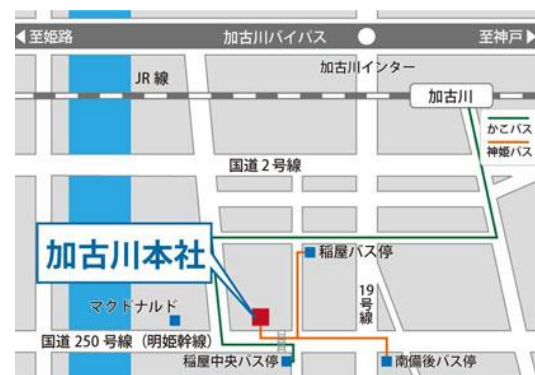 ◀至姫路 加古川バイパス 至神戸▶
加古川インター
JR線
加古川
かこバス
神姫バス
国道2号線
加古川本社
稲屋バス停
19号線
マクドナルド
国道250号線（明姫幹線）
稲屋中央バス停
南備後バス停